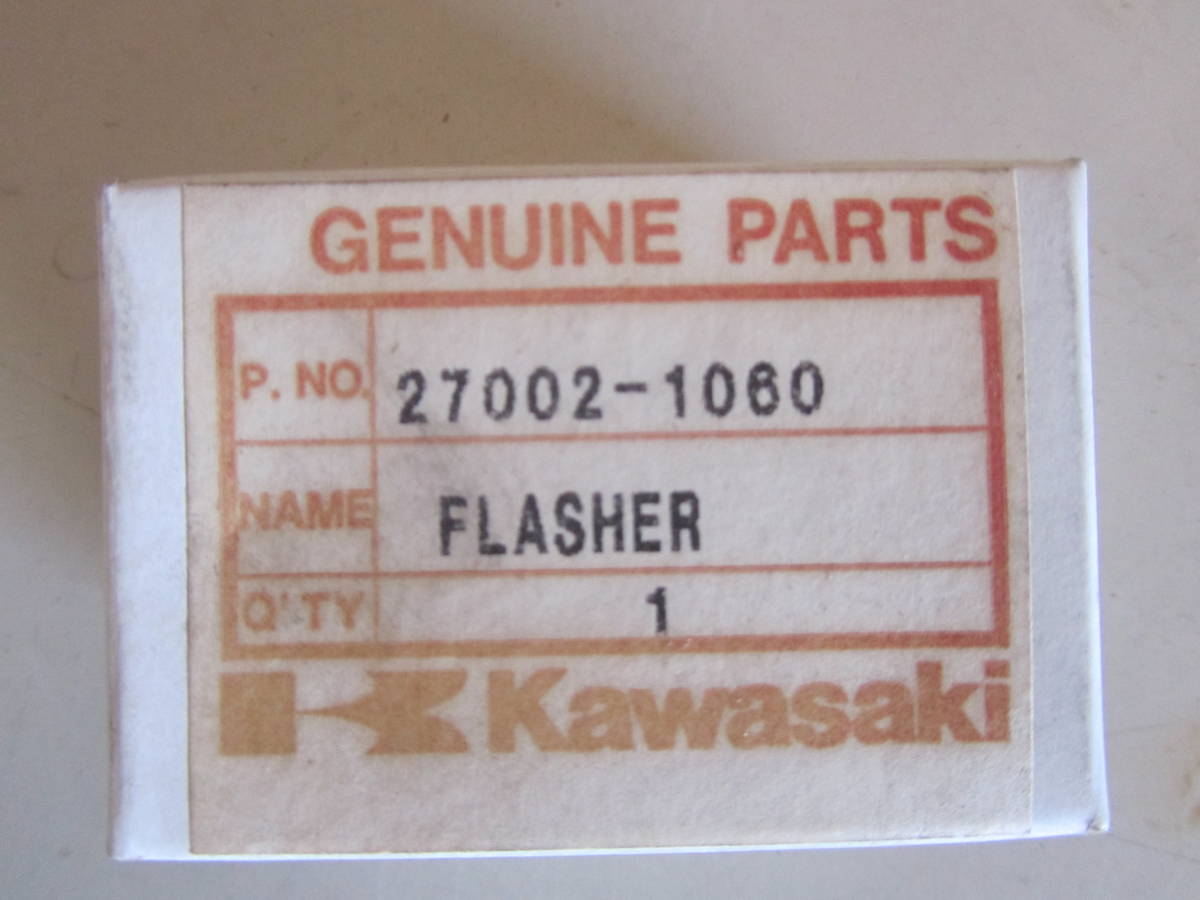 GENUINE PARTS
P. NO. 27002-1060
NAME FLASHER
Q'TY 1
Kawasaki